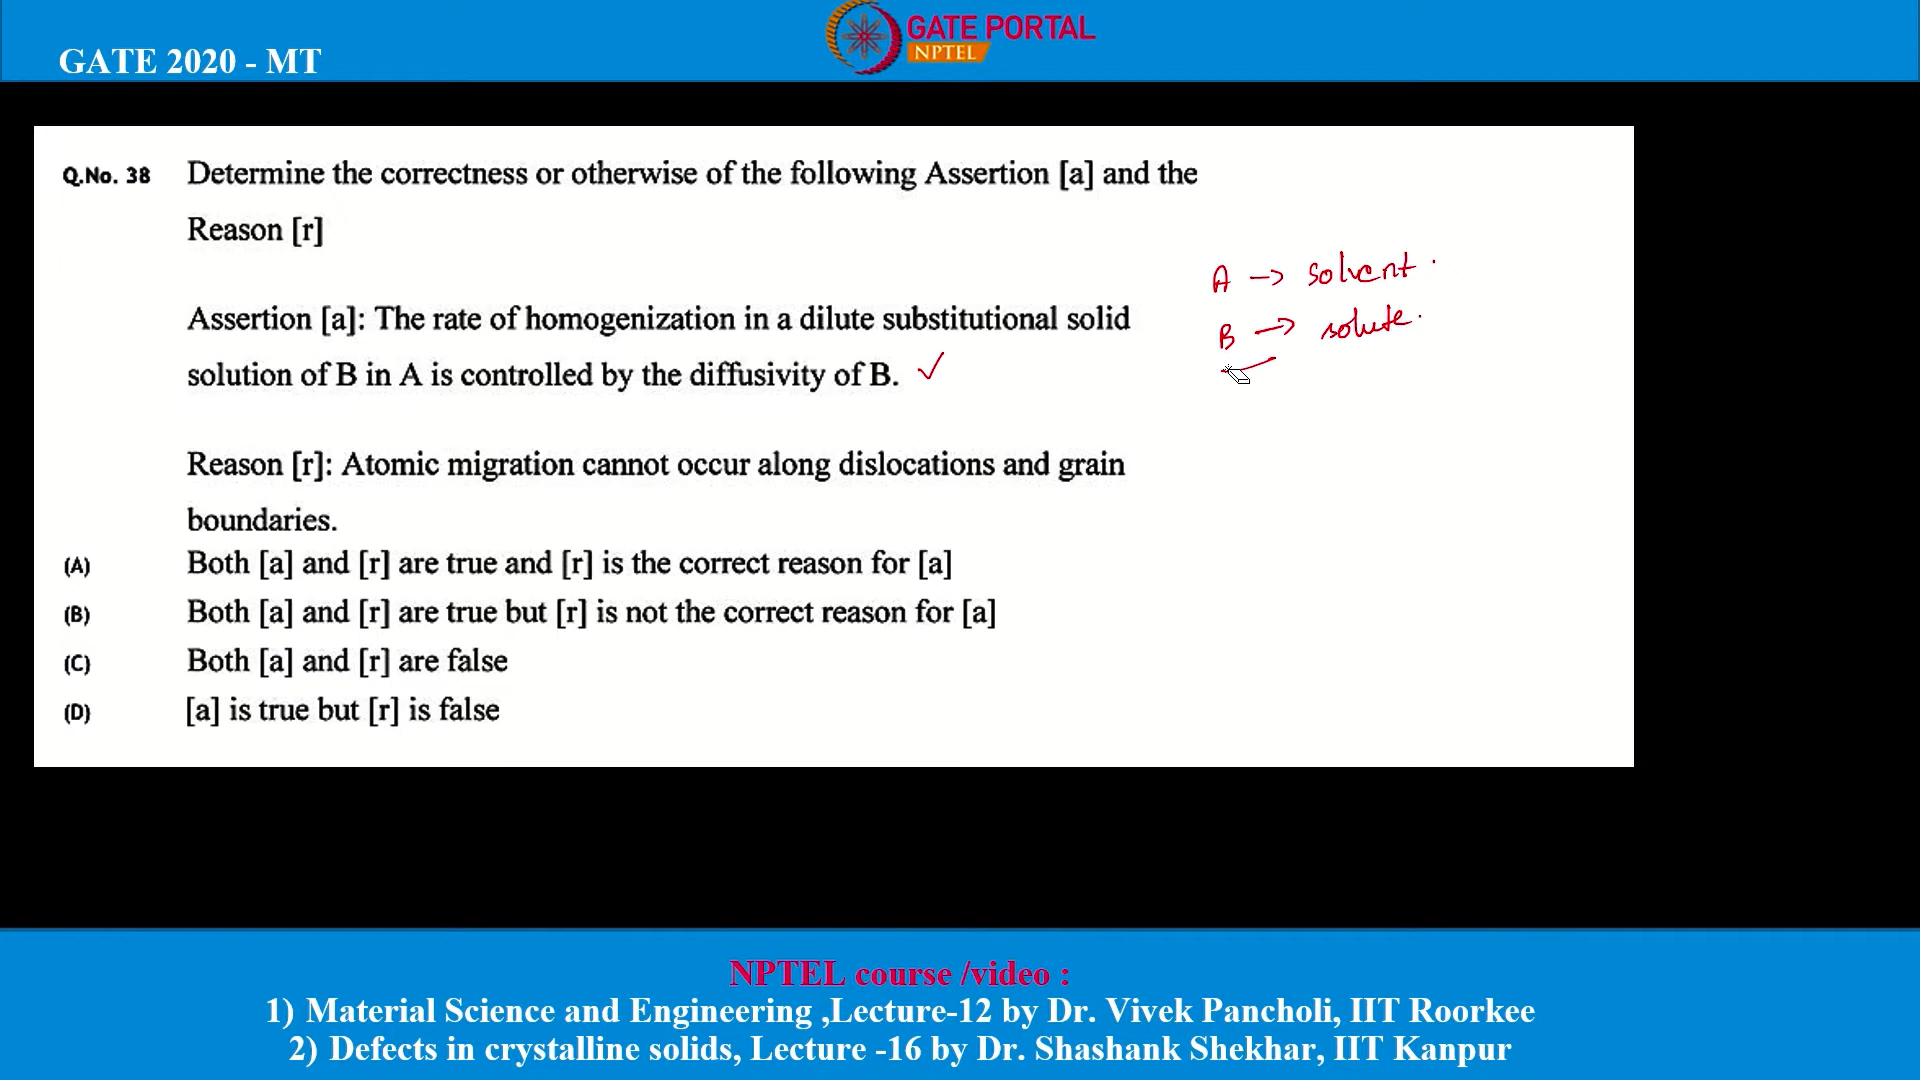 GATE PORTAL
NPTEL
GATE 2020 - MT
Q.No. 38 Determine the correctness or otherwise of the following Assertion [a] and the
Reason [r]
A → solvent.
B → solute.
Assertion [a]: The rate of homogenization in a dilute substitutional solid
solution of B in A is controlled by the diffusivity of B. ✓
Reason [r]: Atomic migration cannot occur along dislocations and grain
boundaries.
(A) Both [a] and [r] are true and [r] is the correct reason for [a]
(B) Both [a] and [r] are true but [r] is not the correct reason for [a]
(C) Both [a] and [r] are false
(D) [a] is true but [r] is false
NPTEL course /video :
1) Material Science and Engineering ,Lecture-12 by Dr. Vivek Pancholi, IIT Roorkee
2) Defects in crystalline solids, Lecture -16 by Dr. Shashank Shekhar, IIT Kanpur